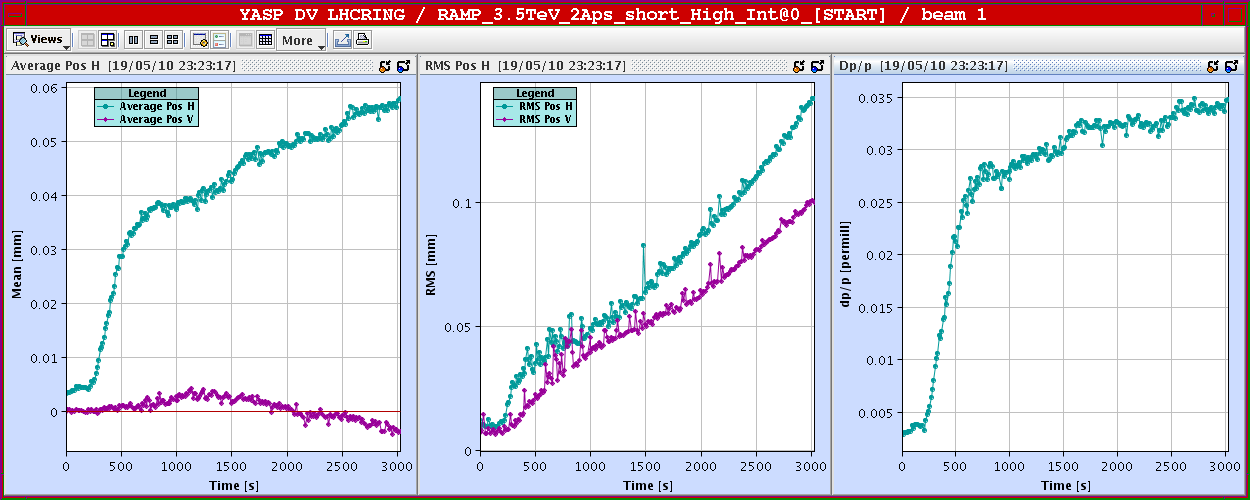 YASP DV LHCRING / RAMP_3.5TeV_2Aps_short_High_Int@0_[START] / beam 1
Views
More
Average Pos H [19/05/10 23:23:17]
RMS Pos H [19/05/10 23:23:17]
Dp/p [19/05/10 23:23:17]
Legend
Average Pos H
Average Pos V
Mean [mm]
0.06
0.05
0.04
0.03
0.02
0.01
0
0 500 1000 1500 2000 2500 3000
Time [s]
Legend
RMS Pos H
RMS Pos V
RMS [mm]
0.1
0.05
0
0 500 1000 1500 2000 2500 3000
Time [s]
dp/p [permill]
0.035
0.03
0.025
0.02
0.015
0.01
0.005
0 500 1000 1500 2000 2500 3000
Time [s]